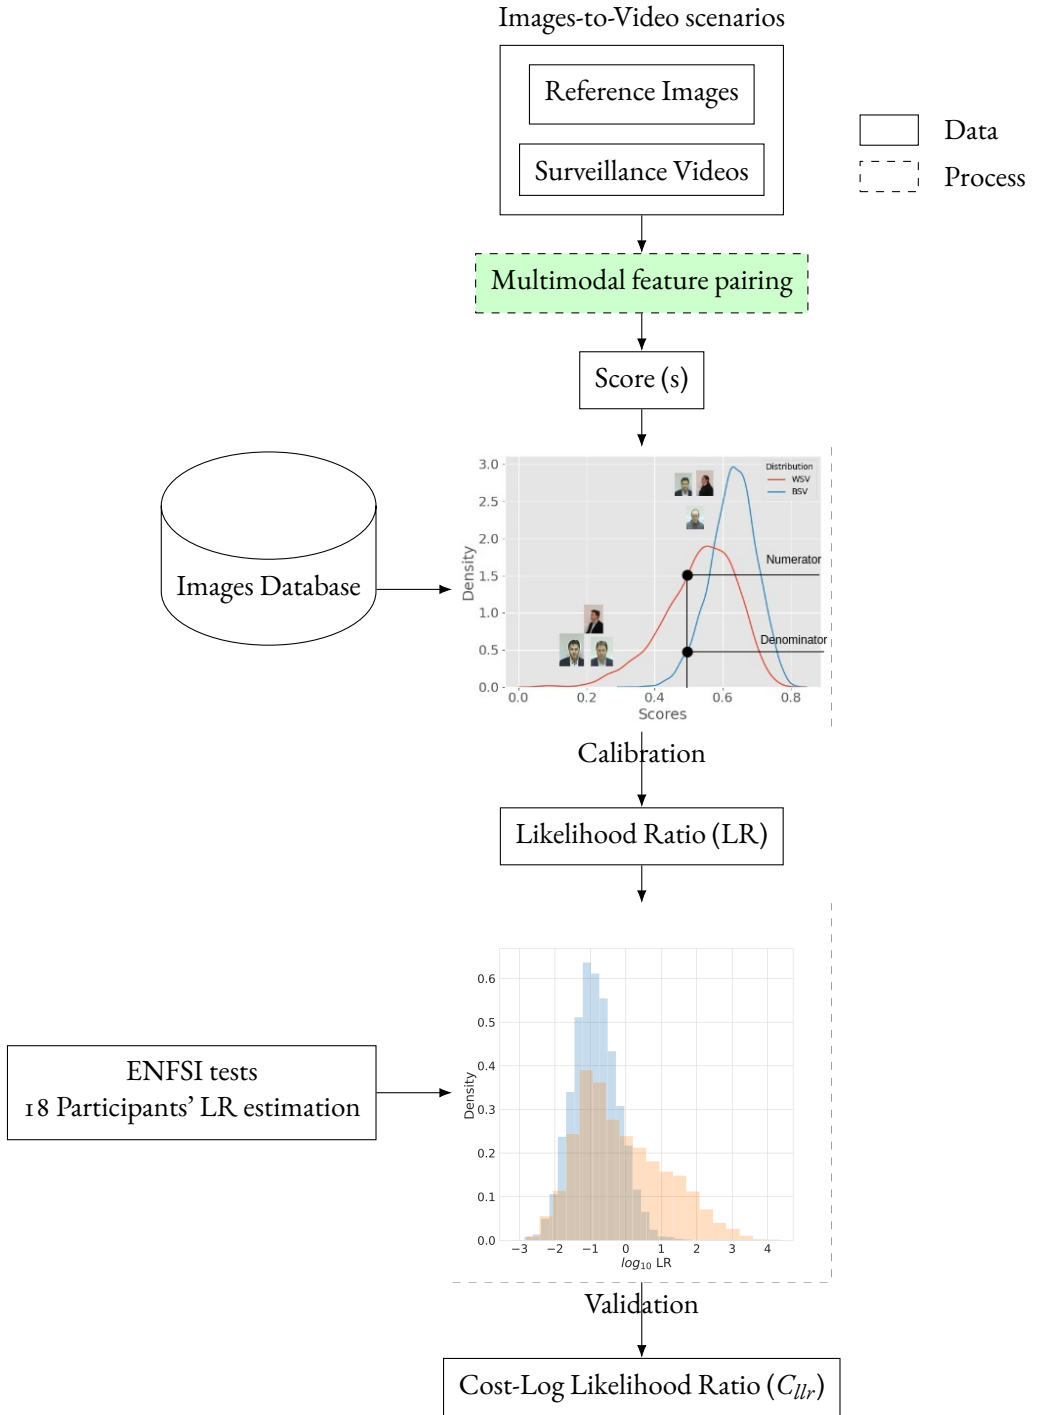 Images-to-Video scenarios
Reference Images
Surveillance Videos
Data
Process
Multimodal feature pairing
Score (s)
Images Database
Density
3.0
2.5
2.0
1.5
1.0
0.5
0.0
Distribution
WSV
BSV
Numerator
Denominator
0.0 0.2 0.4 0.6 0.8
Scores
Calibration
Likelihood Ratio (LR)
ENFSI tests
18 Participants' LR estimation
Density
0.6
0.5
0.4
0.3
0.2
0.1
0.0
−3 −2 −1 0 1 2 3 4
log₁₀ LR
Validation
Cost-Log Likelihood Ratio (Cllr)